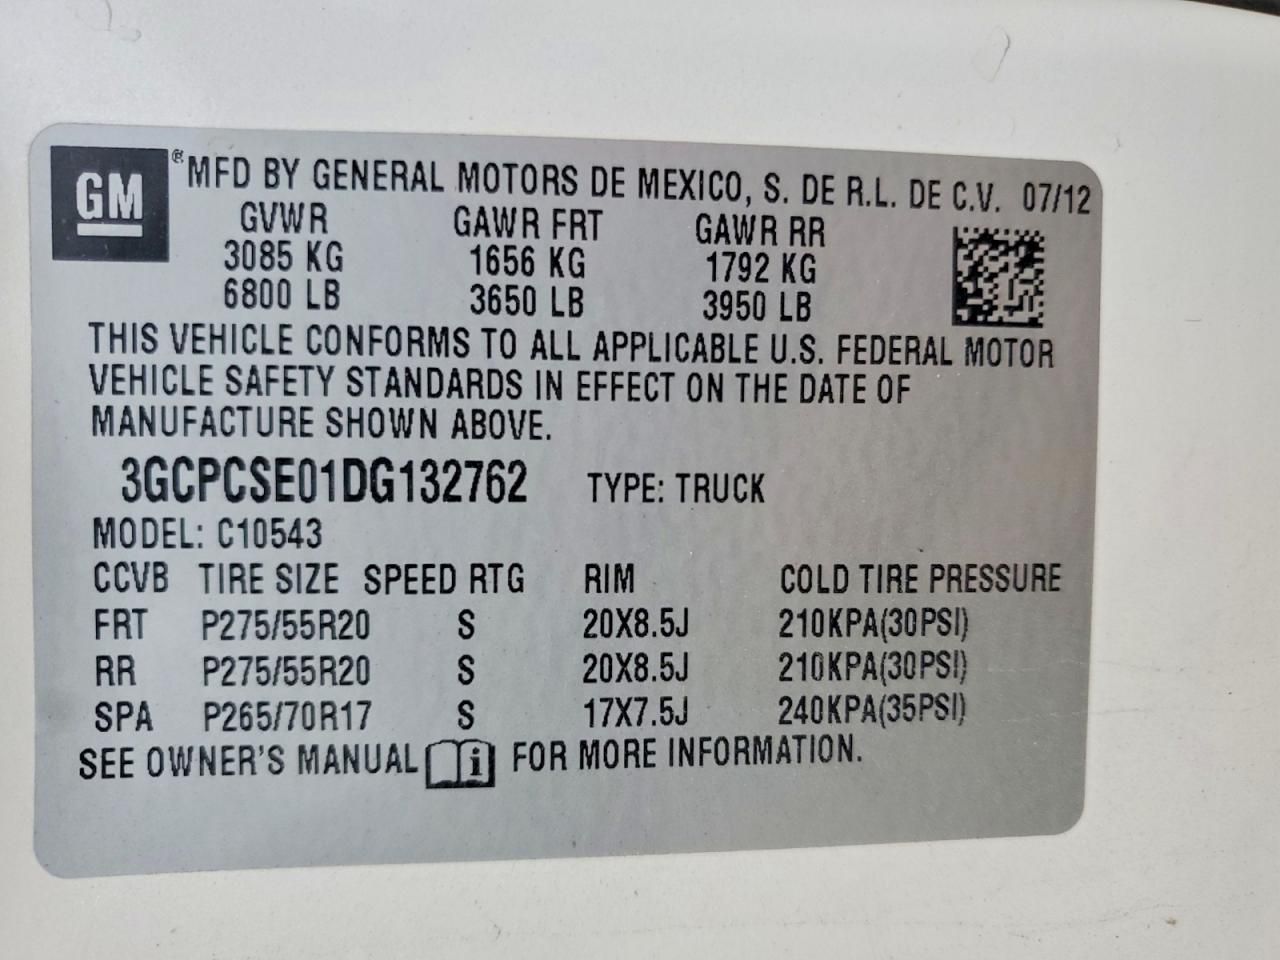 GM ® MFD BY GENERAL MOTORS DE MEXICO, S. DE R.L. DE C.V. 07/12
GVWR GAWR FRT GAWR RR
3085 KG 1656 KG 1792 KG
6800 LB 3650 LB 3950 LB
THIS VEHICLE CONFORMS TO ALL APPLICABLE U.S. FEDERAL MOTOR
VEHICLE SAFETY STANDARDS IN EFFECT ON THE DATE OF
MANUFACTURE SHOWN ABOVE.
3GCPCSE01DG132762 TYPE: TRUCK
MODEL: C10543
CCVB TIRE SIZE SPEED RTG RIM COLD TIRE PRESSURE
FRT P275/55R20 S 20X8.5J 210KPA(30PSI)
RR P275/55R20 S 20X8.5J 210KPA(30PSI)
SPA P265/70R17 S 17X7.5J 240KPA(35PSI)
SEE OWNER'S MANUAL i FOR MORE INFORMATION.